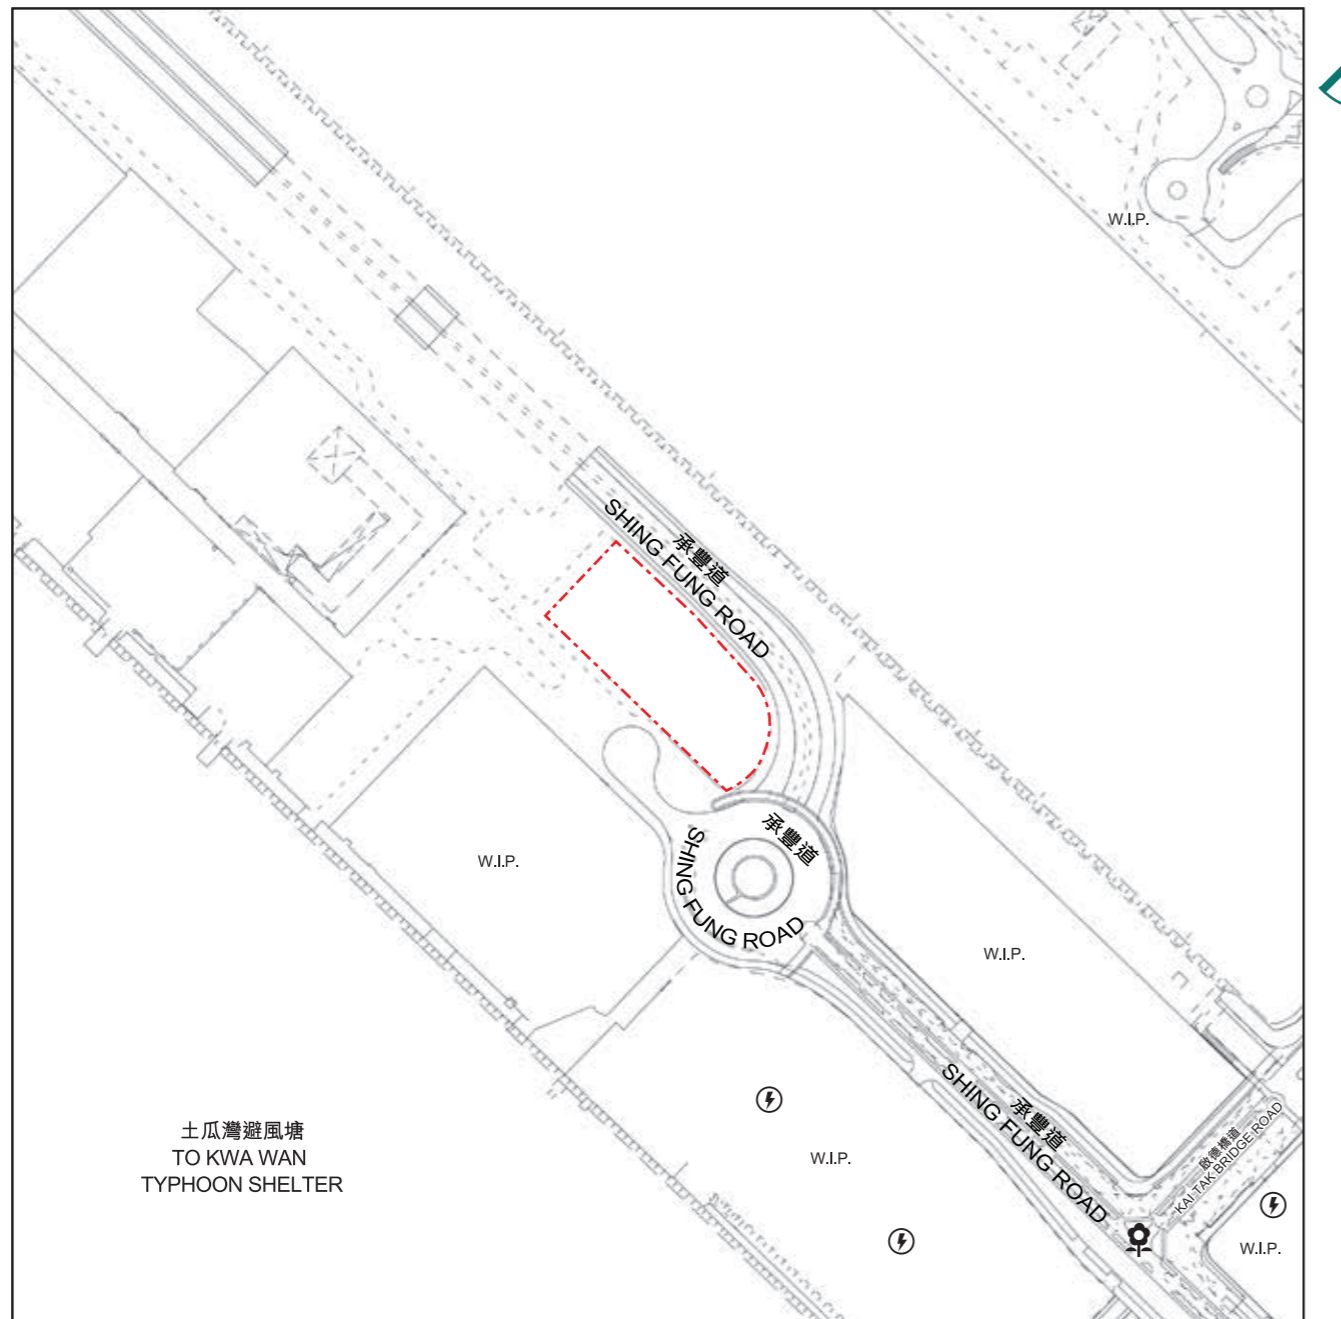 W.I.P.
承豐道
SHING FUNG ROAD
承豐道
SHING FUNG ROAD
W.I.P.
W.I.P.
承豐道
SHING FUNG ROAD
啟德橋道
KAI TAK BRIDGE ROAD
土瓜灣避風塘
TO KWA WAN
TYPHOON SHELTER
W.I.P.
W.I.P.